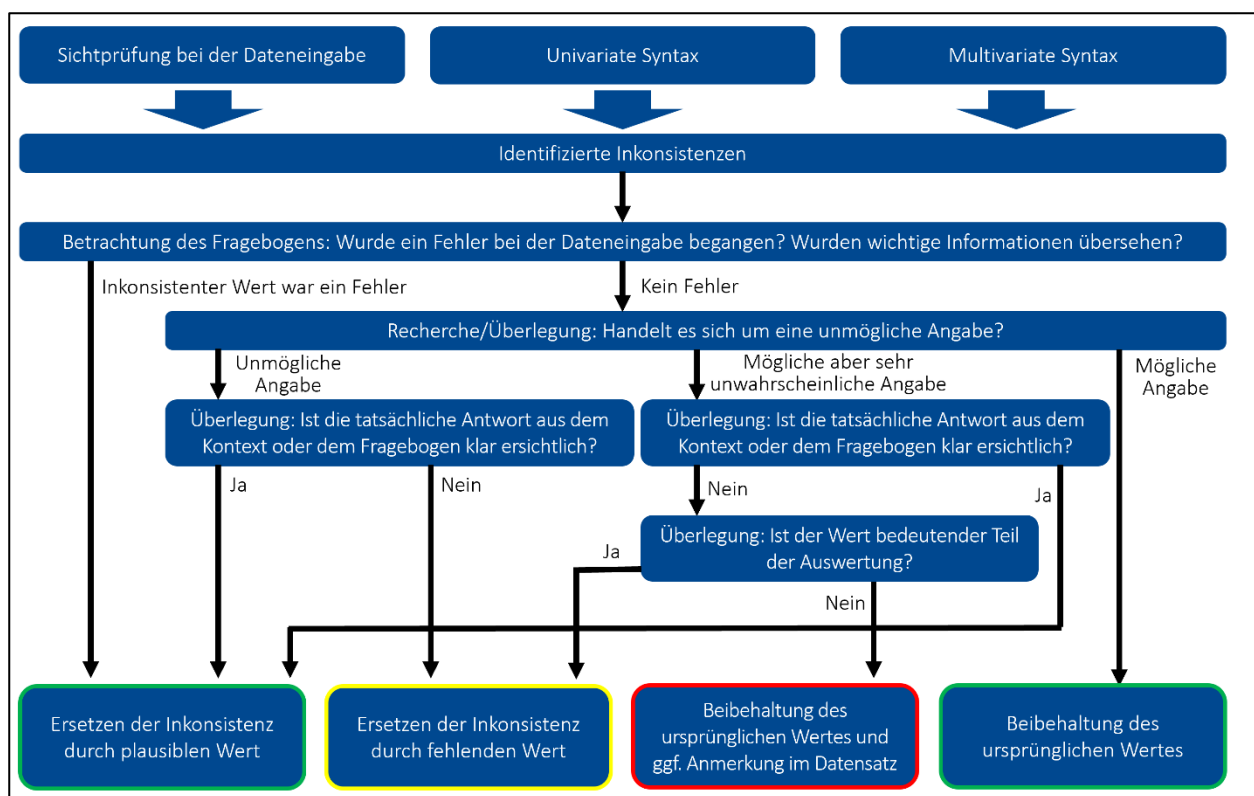 Sichtprüfung bei der Dateneingabe
Univariate Syntax
Multivariate Syntax
Identifizierte Inkonsistenzen
Betrachtung des Fragebogens: Wurde ein Fehler bei der Dateneingabe begangen? Wurden wichtige Informationen übersehen?
Inkonsistenter Wert war ein Fehler
Kein Fehler
Recherche/Überlegung: Handelt es sich um eine unmögliche Angabe?
Unmögliche
Angabe
Mögliche aber sehr
unwahrscheinliche Angabe
Mögliche
Angabe
Überlegung: Ist die tatsächliche Antwort aus dem
Kontext oder dem Fragebogen klar ersichtlich?
Überlegung: Ist die tatsächliche Antwort aus dem
Kontext oder dem Fragebogen klar ersichtlich?
Ja
Nein
Nein
Ja
Überlegung: Ist der Wert bedeutender Teil
der Auswertung?
Ja
Nein
Ersetzen der Inkonsistenz
durch plausiblen Wert
Ersetzen der Inkonsistenz
durch fehlenden Wert
Beibehaltung des
ursprünglichen Wertes und
ggf. Anmerkung im Datensatz
Beibehaltung des
ursprünglichen Wertes